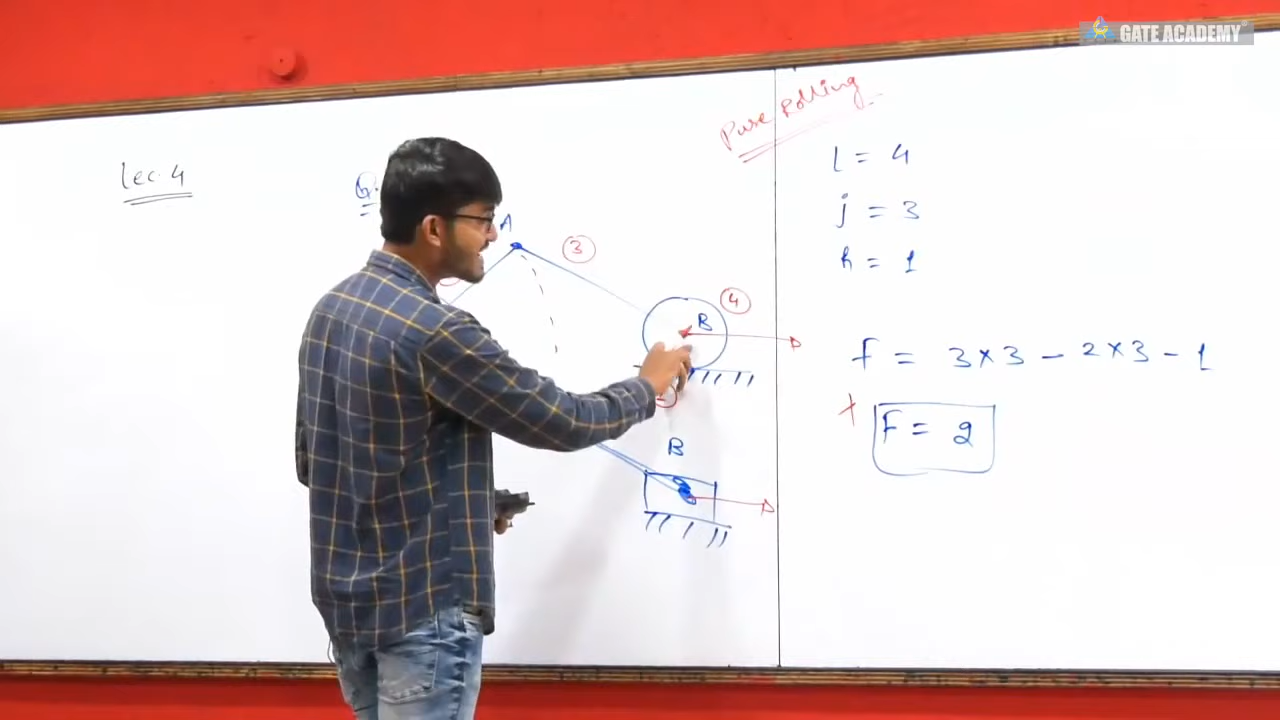 GATE ACADEMY
Pure Rolling
Lec. 4
Q.
A
3
4
B
B
l = 4
j = 3
h = 1
F = 3×3 - 2×3 - 1
F = 2